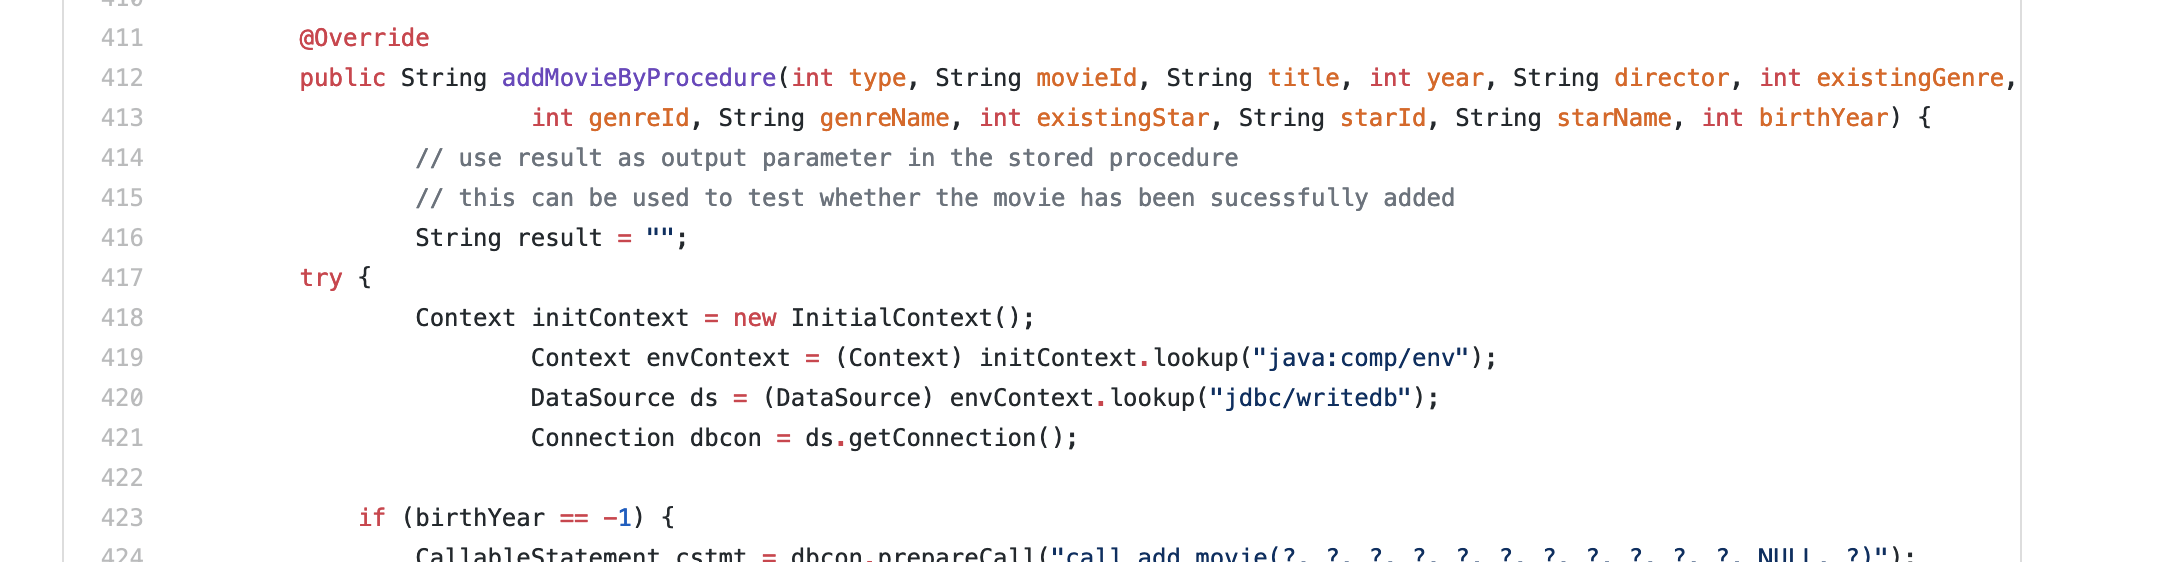 410
411 @Override
412 public String addMovieByProcedure(int type, String movieId, String title, int year, String director, int existingGenre,
413 int genreId, String genreName, int existingStar, String starId, String starName, int birthYear) {
414 // use result as output parameter in the stored procedure
415 // this can be used to test whether the movie has been sucessfully added
416 String result = "";
417 try {
418 Context initContext = new InitialContext();
419 Context envContext = (Context) initContext.lookup("java:comp/env");
420 DataSource ds = (DataSource) envContext.lookup("jdbc/writedb");
421 Connection dbcon = ds.getConnection();
422
423 if (birthYear == -1) {
424 CallableStatement cstmt = dbcon.prepareCall("call add_movie(?, ?, ?, ?, ?, ?, ?, ?, ?, ?, ?, NULL, ?)");